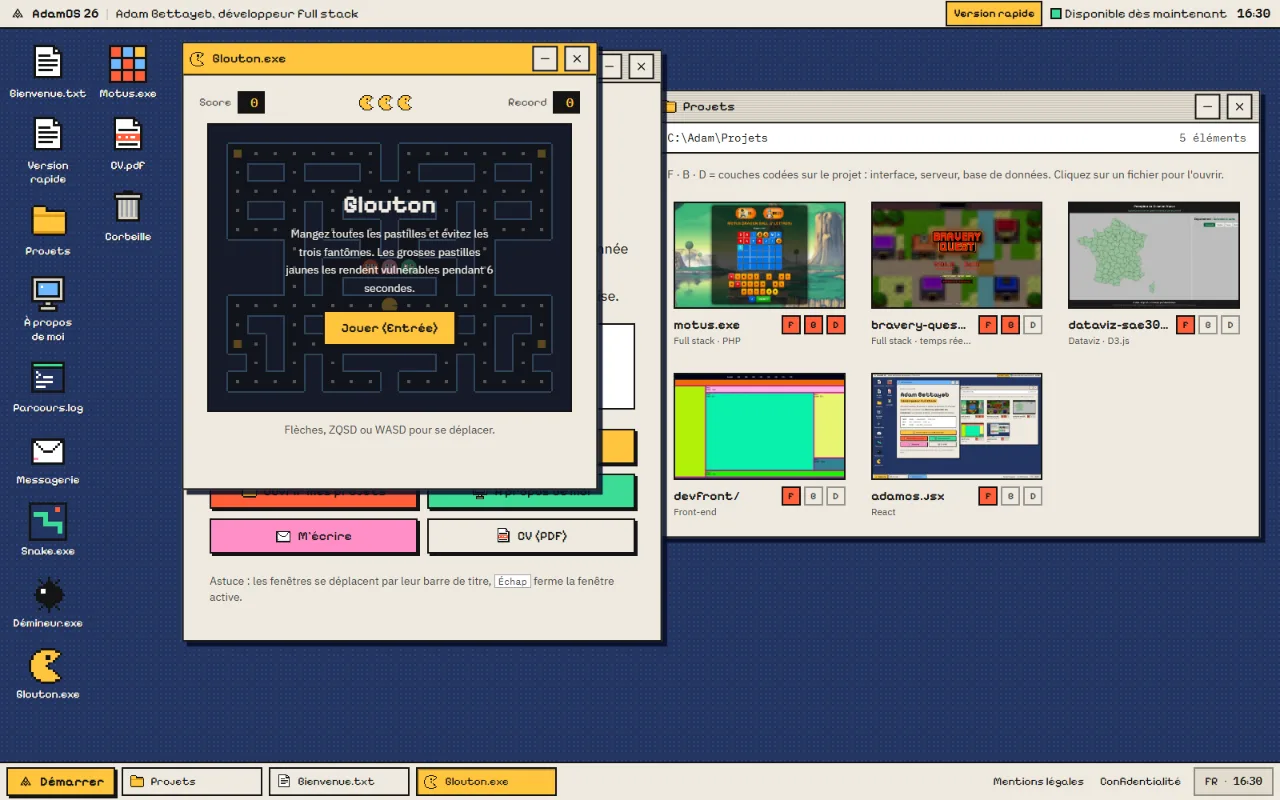 AdamOS 26
Adam Gettayeb, développeur Full stack
Version rapide
Disponible dès maintenant
16:30
Bienvenue.txt
Motus.exe
Version
rapide
CV.pdf
Projets
Corbeille
À propos
de moi
Parcours.log
Messagerie
Snake.exe
Démineur.exe
Glouton.exe
Glouton.exe
Score 0
Record 0
Glouton
Mangez toutes les pastilles et évitez les
trois fantômes. Les grosses pastilles
jaunes les rendent vulnérables pendant 6
secondes.
Jouer (Entrée)
Flèches, ZQSD ou WASD pour se déplacer.
se.
M'écrire
CV (PDF)
Astuce : les fenêtres se déplacent par leur barre de titre, Échap ferme la fenêtre
active.
Projets
C:\Adam\Projets
5 éléments
F · B · D = couches codées sur le projet : interface, serveur, base de données. Cliquez sur un fichier pour l'ouvrir.
BRAVERY
QUEST
motus.exe
F B D
Full stack · PHP
bravery-ques...
F B D
Full stack · temps rée...
dataviz-sae30...
F B D
Dataviz · D3.js
Adam Gettayeb
devfront/
F B D
Front-end
adamos.jsx
F B D
React
Démarrer
Projets
Bienvenue.txt
Glouton.exe
Mentions légales
Confidentialité
FR · 16:30